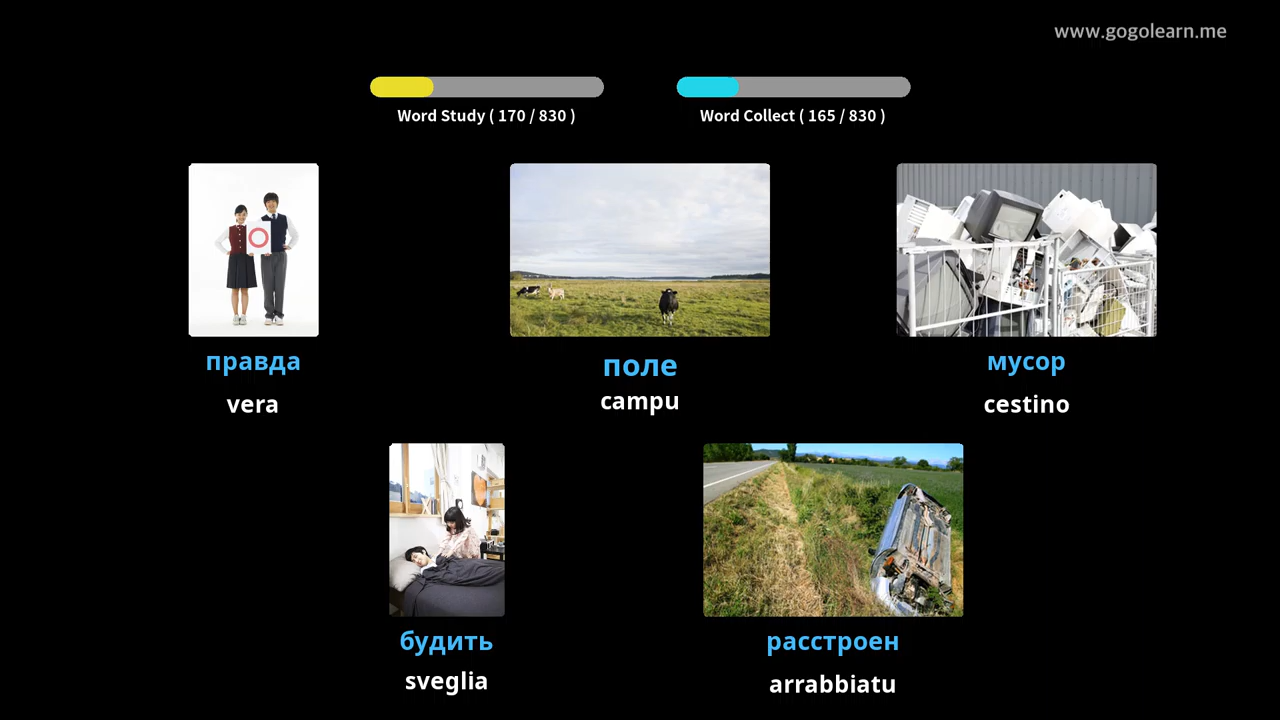 www.gogolearn.me
Word Study ( 170 / 830 )
Word Collect ( 165 / 830 )
правда
vera
поле
campu
мусор
cestino
будить
sveglia
расстроен
arrabbiatu